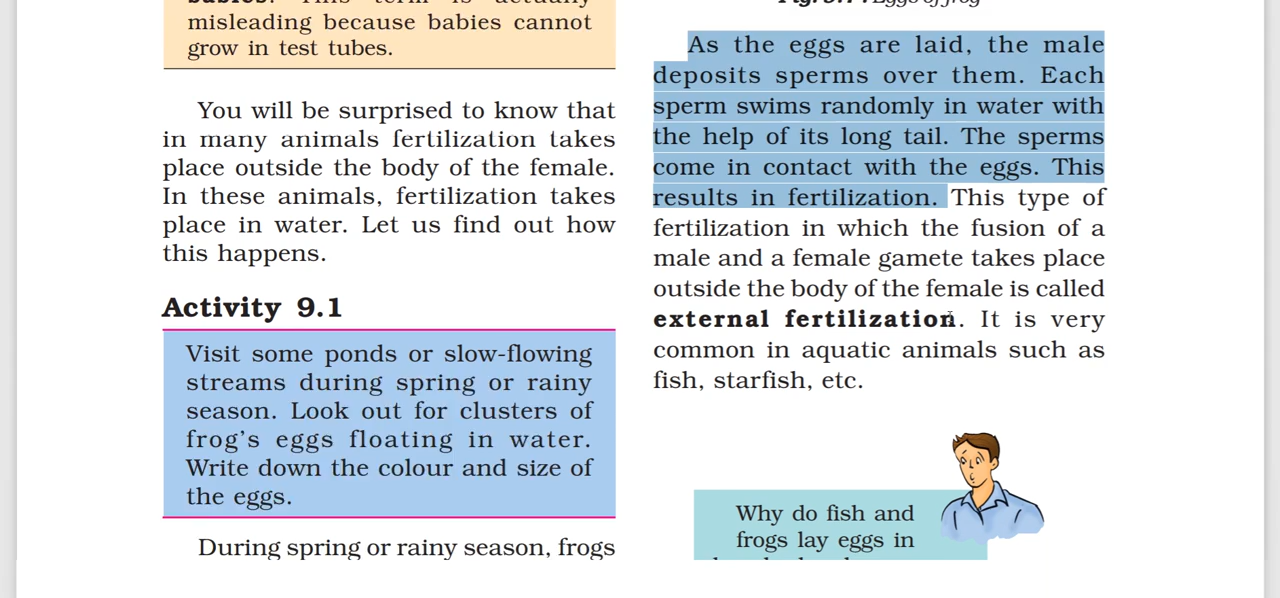 babies. This term is actually
misleading because babies cannot
grow in test tubes.
You will be surprised to know that
in many animals fertilization takes
place outside the body of the female.
In these animals, fertilization takes
place in water. Let us find out how
this happens.
Activity 9.1
Visit some ponds or slow-flowing
streams during spring or rainy
season. Look out for clusters of
frog's eggs floating in water.
Write down the colour and size of
the eggs.
During spring or rainy season, frogs
Eggs of frog
As the eggs are laid, the male
deposits sperms over them. Each
sperm swims randomly in water with
the help of its long tail. The sperms
come in contact with the eggs. This
results in fertilization. This type of
fertilization in which the fusion of a
male and a female gamete takes place
outside the body of the female is called
external fertilization. It is very
common in aquatic animals such as
fish, starfish, etc.
Why do fish and
frogs lay eggs in